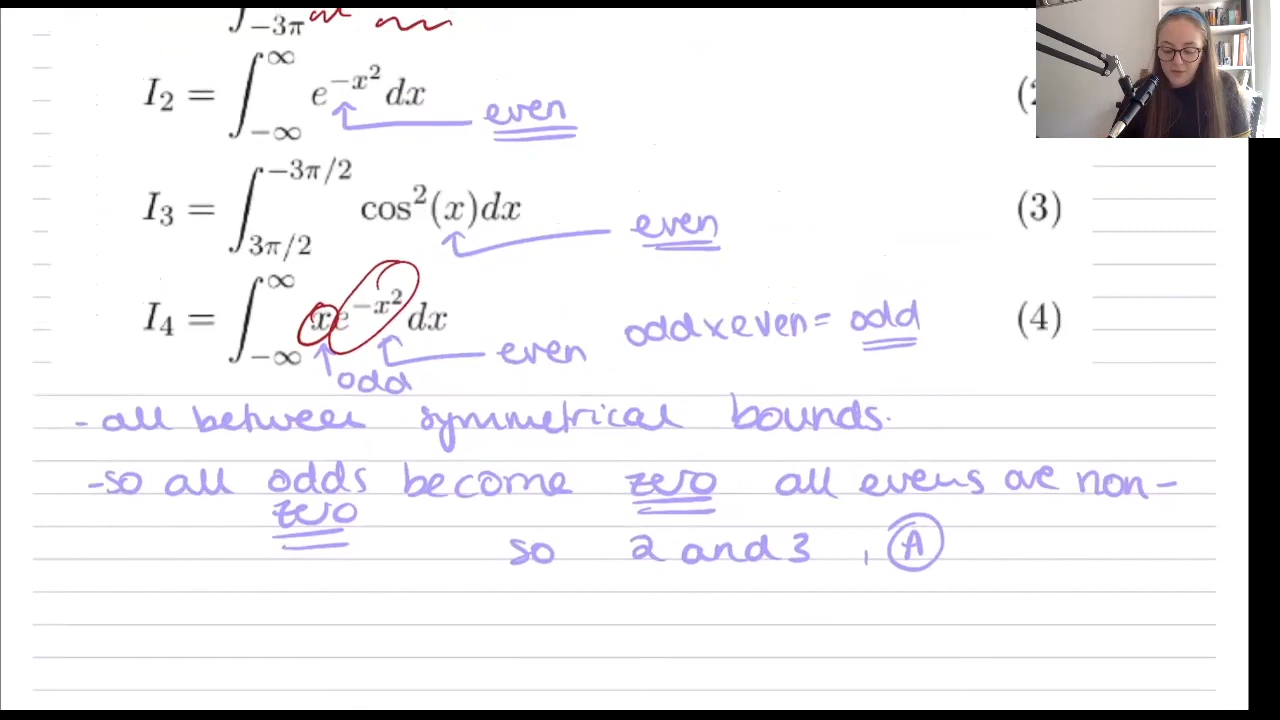 ∫_{-3π}
I₂ = ∫_{-∞}^{∞} e^{-x²} dx
even
I₃ = ∫_{3π/2}^{-3π/2} cos²(x)dx (3)
even
I₄ = ∫_{-∞}^{∞} xe^{-x²} dx oddxeven = odd (4)
even
odd
- all between symmetrical bounds.
-so all odds become zero all evens are non-
zero
so 2 and 3 , A